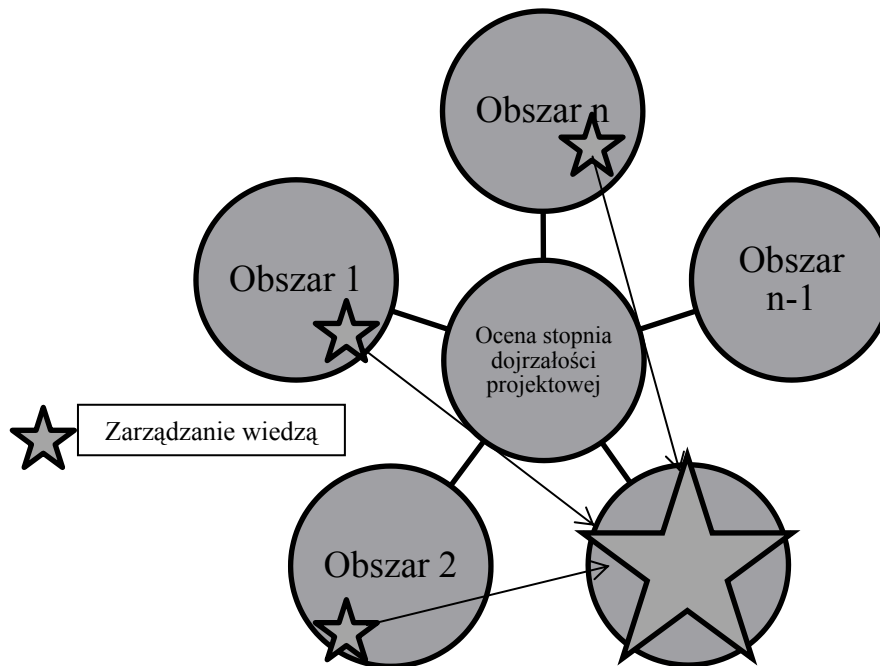 Obszar n
Obszar 1
Obszar
n-1
Ocena stopnia
dojrzałości
projektowej
Zarządzanie wiedzą
Obszar 2